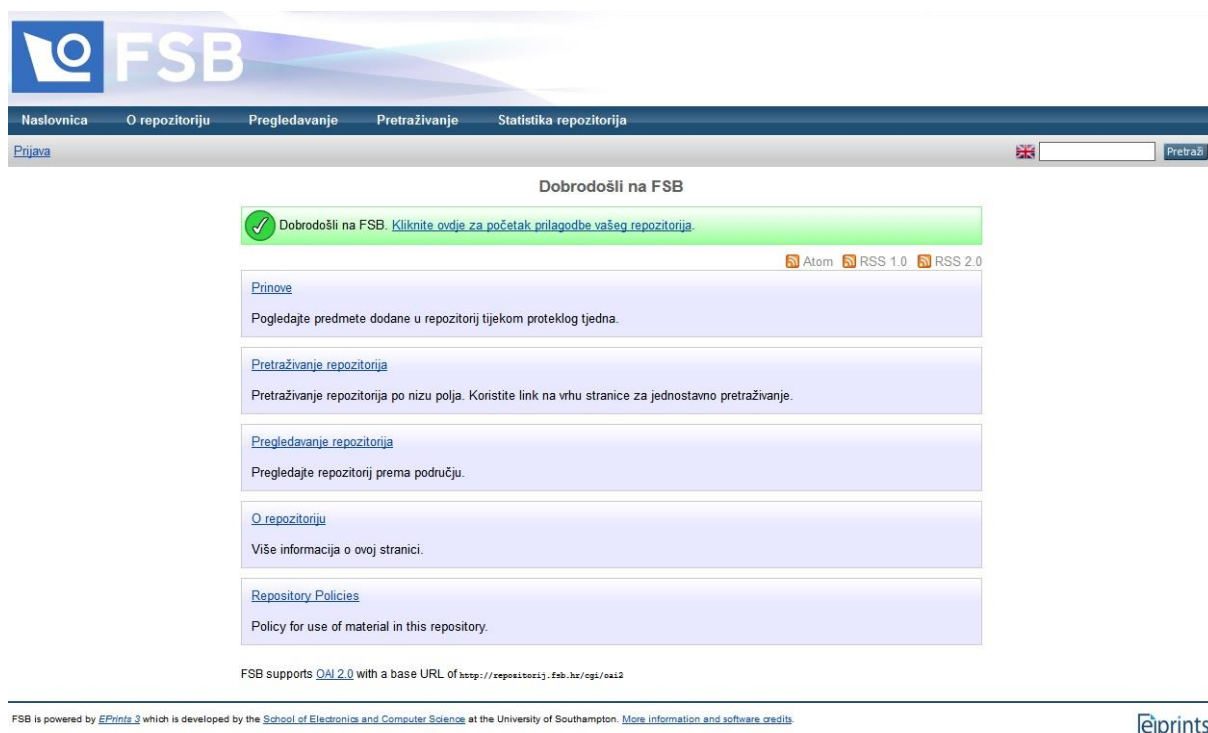 FSB
Naslovnica O repozitoriju Pregledavanje Pretraživanje Statistika repozitorija
Prijava Pretraži
Dobrodošli na FSB
Dobrodošli na FSB. Kliknite ovdje za početak prilagodbe vašeg repozitorija.
Atom RSS 1.0 RSS 2.0
Prinove
Pogledajte predmete dodane u repozitorij tijekom proteklog tjedna.
Pretraživanje repozitorija
Pretraživanje repozitorija po nizu polja. Koristite link na vrhu stranice za jednostavno pretraživanje.
Pregledavanje repozitorija
Pregledajte repozitorij prema području.
O repozitoriju
Više informacija o ovoj stranici.
Repository Policies
Policy for use of material in this repository.
FSB supports OAI 2.0 with a base URL of http://repozitorij.fsb.hr/cgi/oai2
FSB is powered by EPrints 3 which is developed by the School of Electronics and Computer Science at the University of Southampton. More information and software credits.
eprints